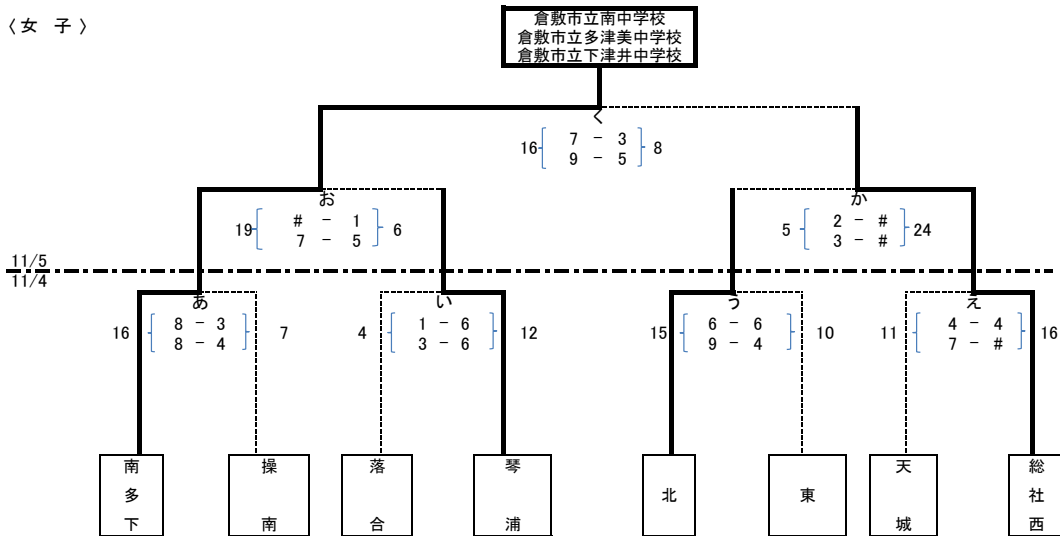 〈女 子〉
倉敷市立南中学校
倉敷市立多津美中学校
倉敷市立下津井中学校
く
16 7 － 3 8
9 － 5
お
19 # － 1 6
7 － 5
か
5 2 － # 24
3 － #
11/5
11/4
あ
16 8 － 3 7
8 － 4
い
4 1 － 6 12
3 － 6
う
15 6 － 6 10
9 － 4
え
11 4 － 4 16
7 － #
南多下
操南
落合
琴浦
北
東
天城
総社西